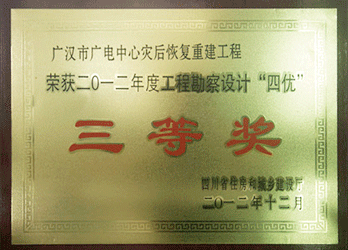 广汉市广电中心灾后恢复重建工程
荣获二〇一二年度工程勘察设计“四优”
三等奖
四川省住房和城乡建设厅
二〇一二年十二月